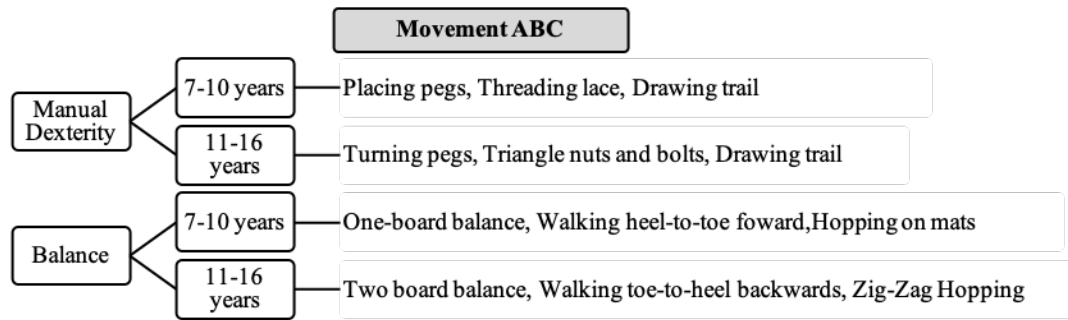 Movement ABC
Manual
Dexterity
7-10 years
Placing pegs, Threading lace, Drawing trail
11-16
years
Turning pegs, Triangle nuts and bolts, Drawing trail
Balance
7-10 years
One-board balance, Walking heel-to-toe foward,Hopping on mats
11-16
years
Two board balance, Walking toe-to-heel backwards, Zig-Zag Hopping